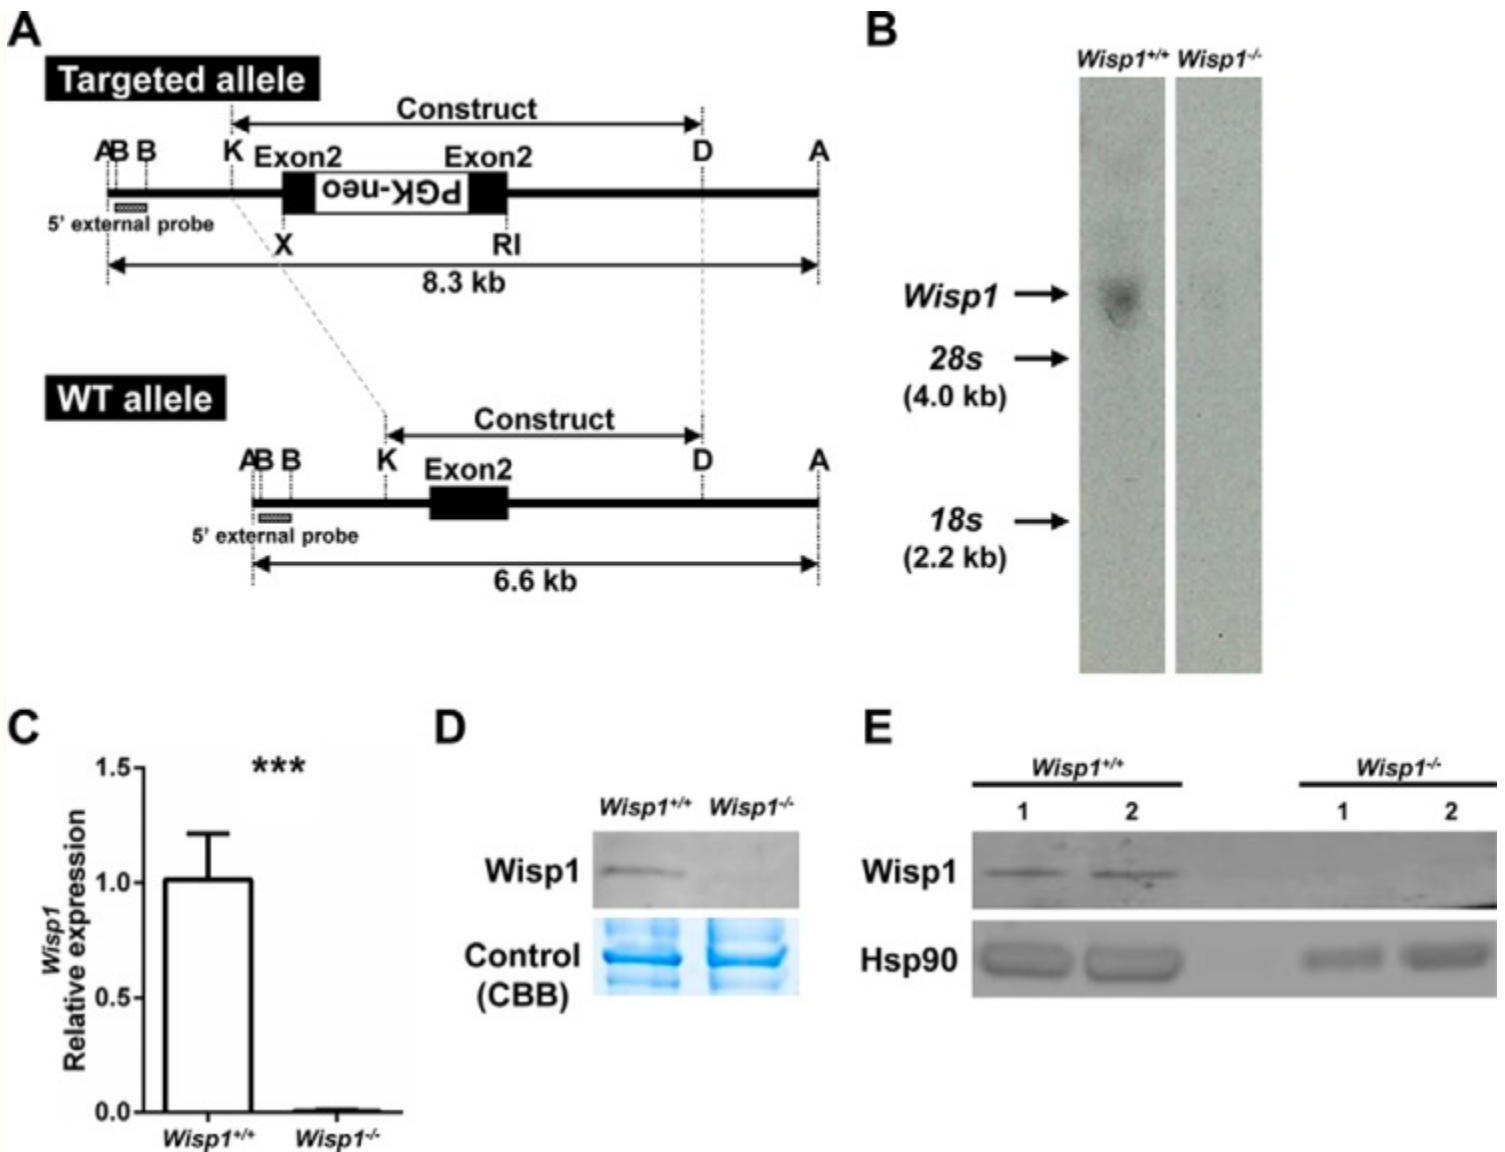 A
Targeted allele
Construct
A B B K Exon2 Exon2 D A
PGK-neo
5' external probe
X RI
8.3 kb
WT allele
Construct
A B B K Exon2 D A
5' external probe
6.6 kb
B
Wisp1+/+ Wisp1-/-
Wisp1
28s
(4.0 kb)
18s
(2.2 kb)
C
1.5
1.0
0.5
0.0
***
Wisp1
Relative expression
Wisp1+/+ Wisp1-/-
D
Wisp1+/+ Wisp1-/-
Wisp1
Control
(CBB)
E
Wisp1+/+ Wisp1-/-
1 2 1 2
Wisp1
Hsp90